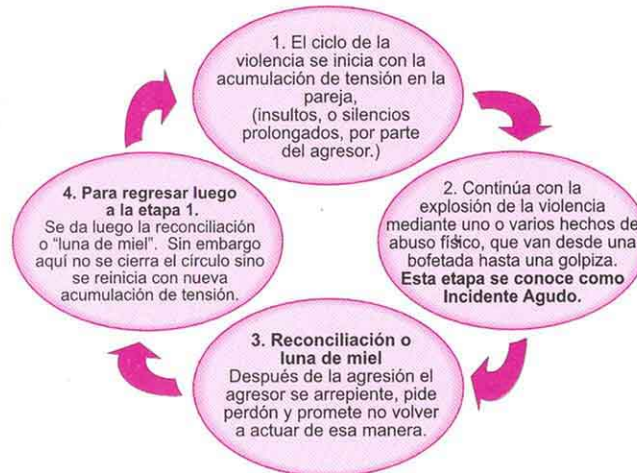 1. El ciclo de la
violencia se inicia con la
acumulación de tensión en la
pareja,
(insultos, o silencios
prolongados, por parte
del agresor.)
2. Continúa con la
explosión de la violencia
mediante uno o varios hechos de
abuso físico, que van desde una
bofetada hasta una golpiza.
Esta etapa se conoce como
Incidente Agudo.
3. Reconciliación o
luna de miel
Después de la agresión el
agresor se arrepiente, pide
perdón y promete no volver
a actuar de esa manera.
4. Para regresar luego
a la etapa 1.
Se da luego la reconciliación
o "luna de miel". Sin embargo
aquí no se cierra el círculo sino
se reinicia con nueva
acumulación de tensión.